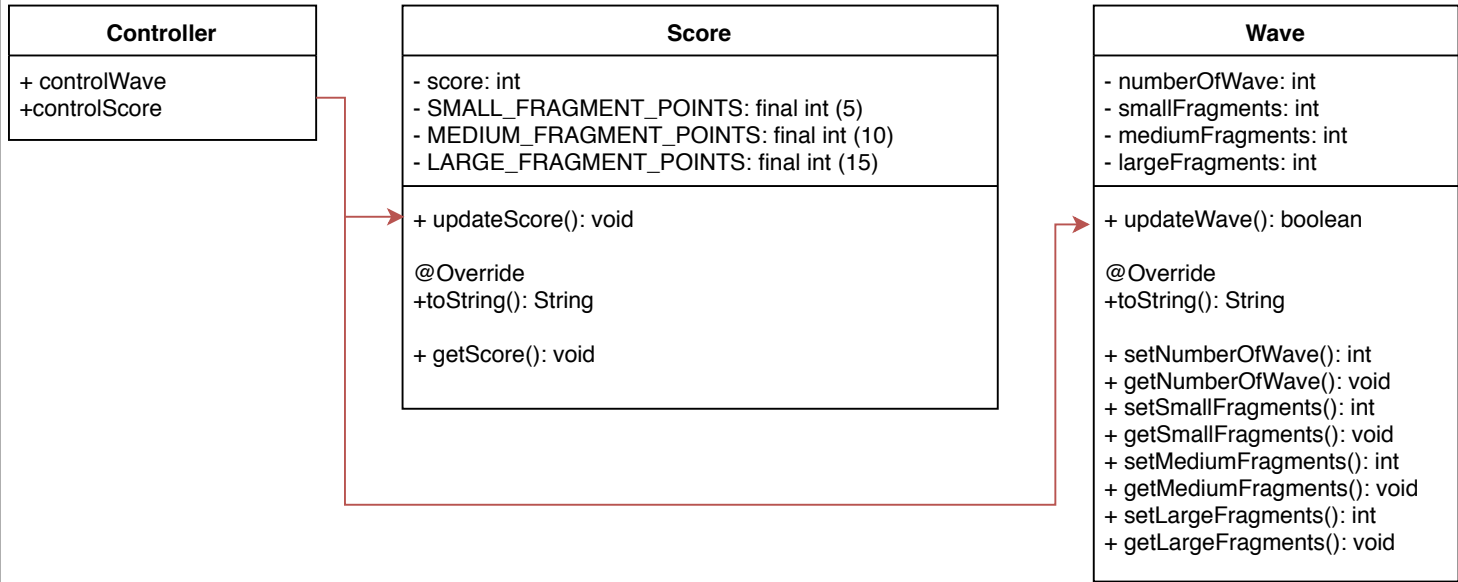 Controller
+ controlWave
+controlScore
Score
- score: int
- SMALL_FRAGMENT_POINTS: final int (5)
- MEDIUM_FRAGMENT_POINTS: final int (10)
- LARGE_FRAGMENT_POINTS: final int (15)
+ updateScore(): void
@Override
+toString(): String
+ getScore(): void
Wave
- numberOfWave: int
- smallFragments: int
- mediumFragments: int
- largeFragments: int
+ updateWave(): boolean
@Override
+toString(): String
+ setNumberOfWave(): int
+ getNumberOfWave(): void
+ setSmallFragments(): int
+ getSmallFragments(): void
+ setMediumFragments(): int
+ getMediumFragments(): void
+ setLargeFragments(): int
+ getLargeFragments(): void